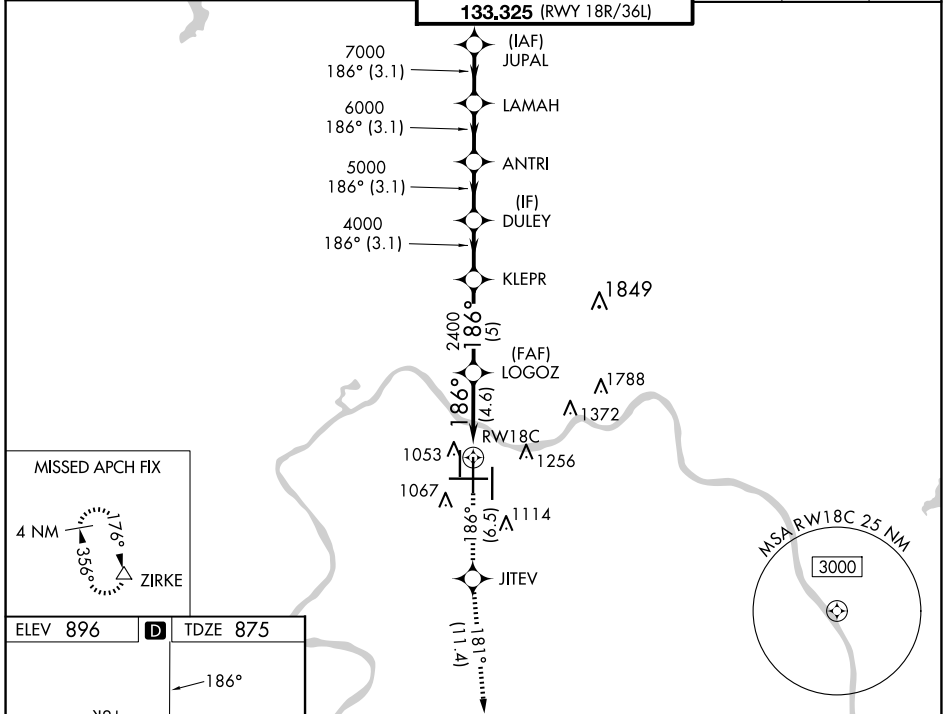 133.325 (RWY 18R/36L)
(IAF)
JUPAL
7000
186° (3.1)
LAMAH
6000
186° (3.1)
ANTRI
5000
186° (3.1)
(IF)
DULEY
4000
186° (3.1)
KLEPR
1849
2400
186°
(5)
(FAF)
LOGOZ
1788
1372
186°
(4.6)
RW18C
1053
1256
1067
1114
186°
(6.5)
JITEV
181°
(11.4)
MISSED APCH FIX
4 NM
176°
356°
ZIRKE
MSA RW18C 25 NM
3000
ELEV 896
D
TDZE 875
186°